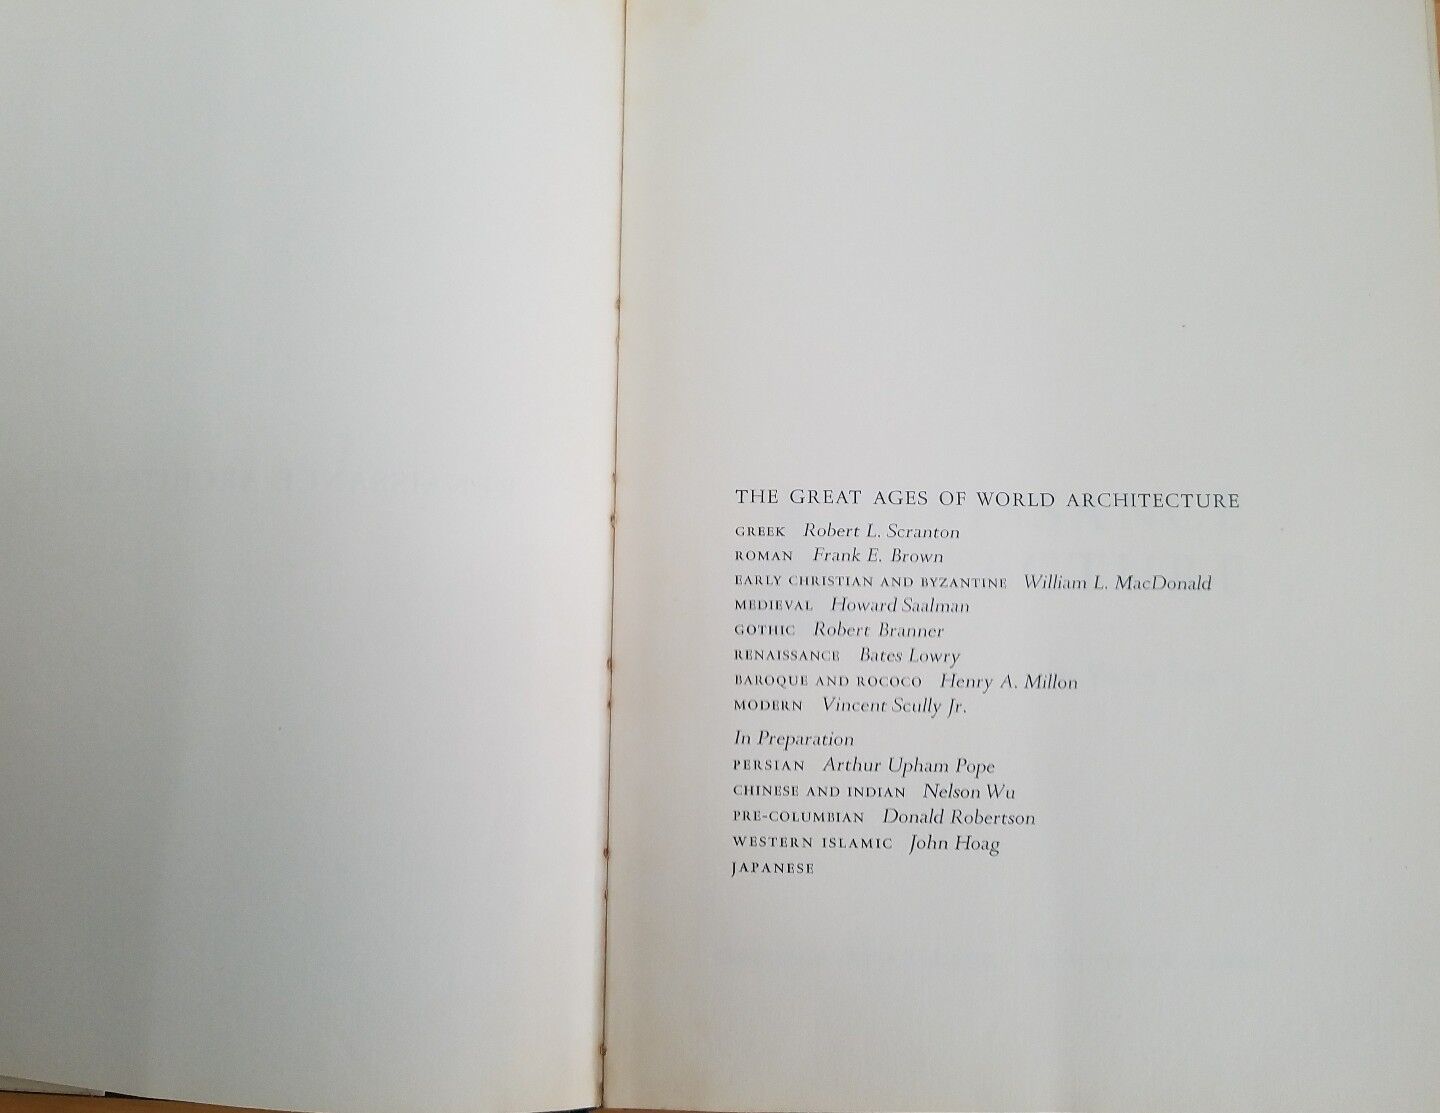 THE GREAT AGES OF WORLD ARCHITECTURE
GREEK Robert L. Scranton
ROMAN Frank E. Brown
EARLY CHRISTIAN AND BYZANTINE William L. MacDonald
MEDIEVAL Howard Saalman
GOTHIC Robert Branner
RENAISSANCE Bates Lowry
BAROQUE AND ROCOCO Henry A. Millon
MODERN Vincent Scully Jr.
In Preparation
PERSIAN Arthur Upham Pope
CHINESE AND INDIAN Nelson Wu
PRE-COLUMBIAN Donald Robertson
WESTERN ISLAMIC John Hoag
JAPANESE